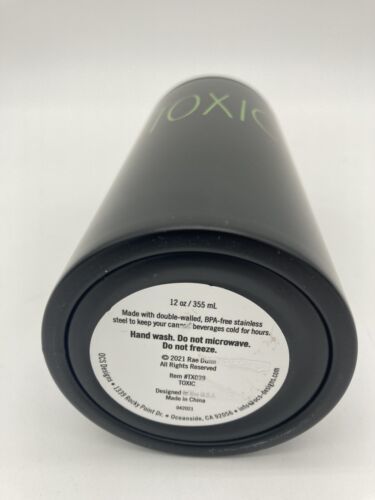 TOXIC
12 oz / 355 mL
Made with double-walled, BPA-free stainless
steel to keep your canned beverages cold for hours.
Hand wash. Do not microwave.
Do not freeze.
© 2021 Rae Dunn
All Rights Reserved
Item #TX039
TOXIC
Designed in the U.S.A.
Made in China
042021
OCS Designs • 1339 Rocky Point Dr. • Oceanside, CA 92056 • info@ocs-designs.com